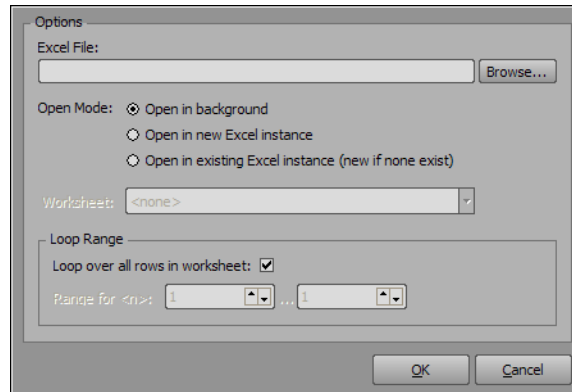 Options
Excel File:
Browse...
Open Mode: Open in background
Open in new Excel instance
Open in existing Excel instance (new if none exist)
Worksheet: <none>
Loop Range
Loop over all rows in worksheet:
Range for <n>: 1 ... 1
OK Cancel